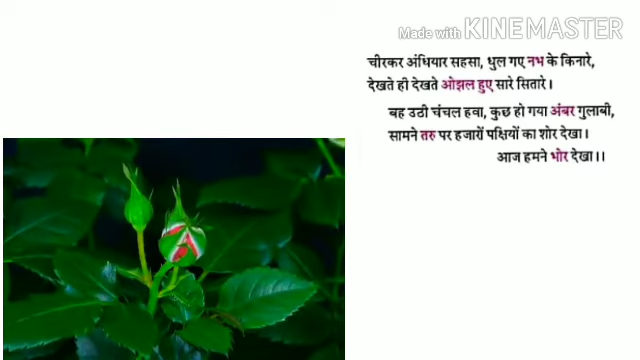 Made with KINEMASTER
चीरकर अंधियार सहसा, धुल गए नभ के किनारे,
देखते ही देखते ओझल हुए सारे सितारे।
बह उठी चंचल हवा, कुछ हो गया अंबर गुलाबी,
सामने तरु पर हजारों पक्षियों का शोर देखा।
आज हमने भोर देखा।।